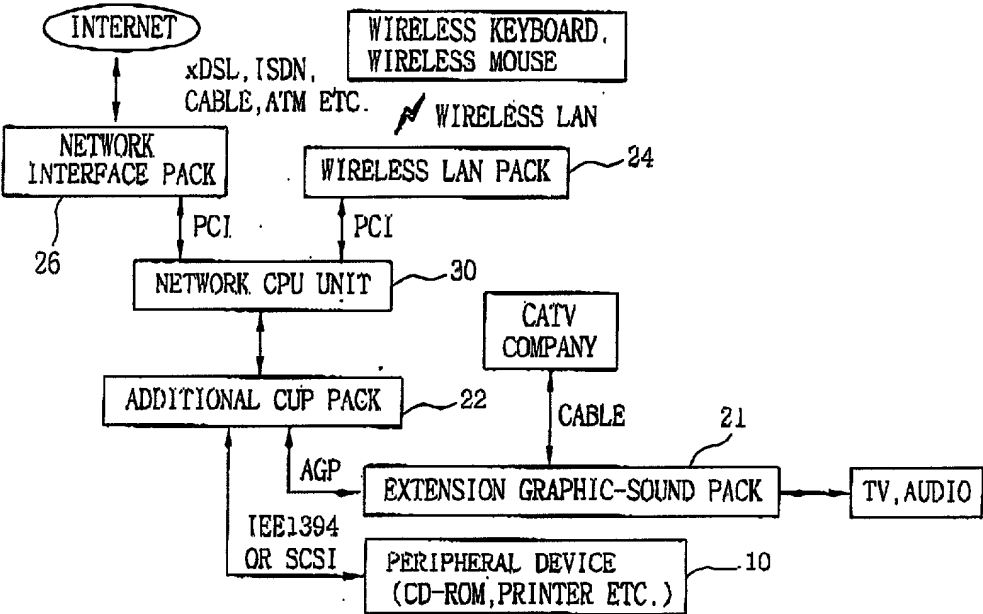 INTERNET
WIRELESS KEYBOARD,
WIRELESS MOUSE
xDSL, ISDN,
CABLE, ATM ETC.
WIRELESS LAN
NETWORK
INTERFACE PACK
WIRELESS LAN PACK
24
26
PCI
PCI
NETWORK CPU UNIT
30
CATV
COMPANY
ADDITIONAL CUP PACK
22
CABLE
21
AGP
EXTENSION GRAPHIC-SOUND PACK
TV, AUDIO
IEE1394
OR SCSI
PERIPHERAL DEVICE
(CD-ROM, PRINTER ETC.)
10